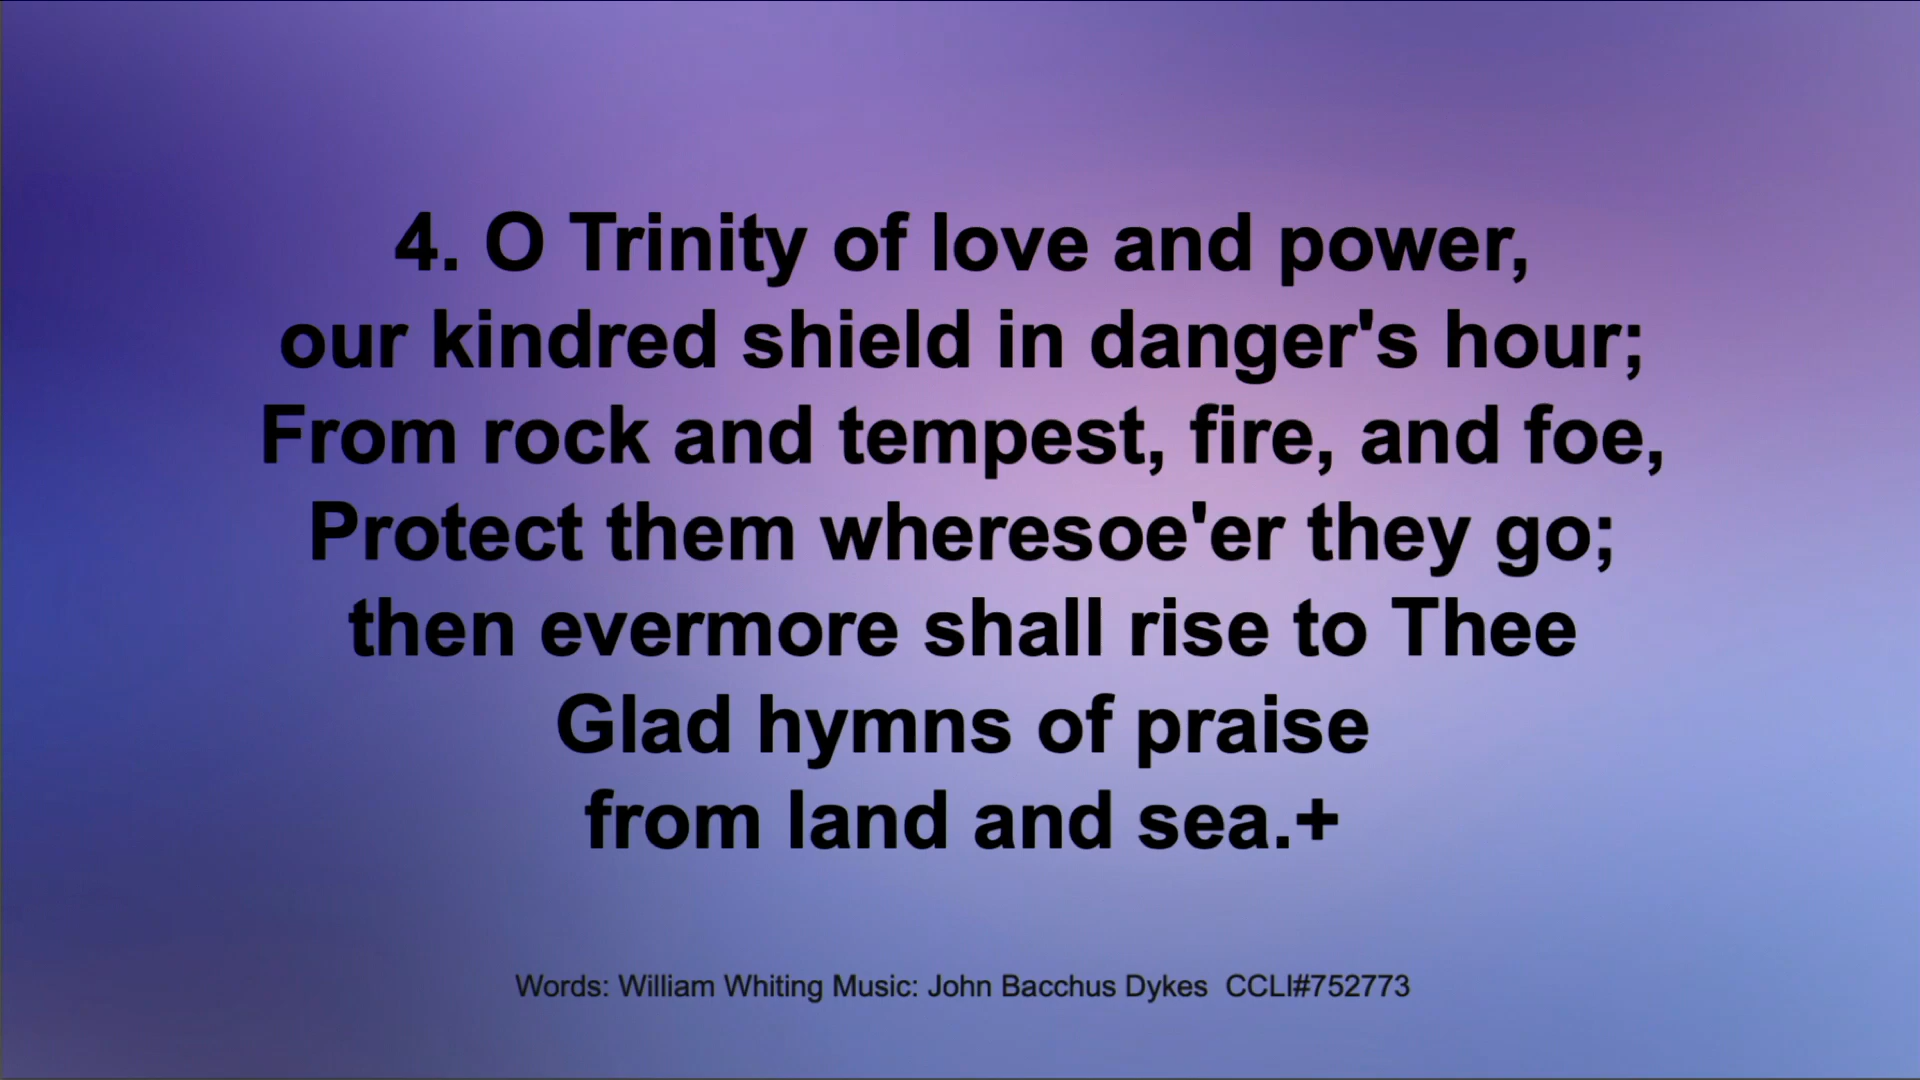 4. O Trinity of love and power,
our kindred shield in danger's hour;
From rock and tempest, fire, and foe,
Protect them wheresoe'er they go;
then evermore shall rise to Thee
Glad hymns of praise
from land and sea.+
Words: William Whiting Music: John Bacchus Dykes  CCLI#752773